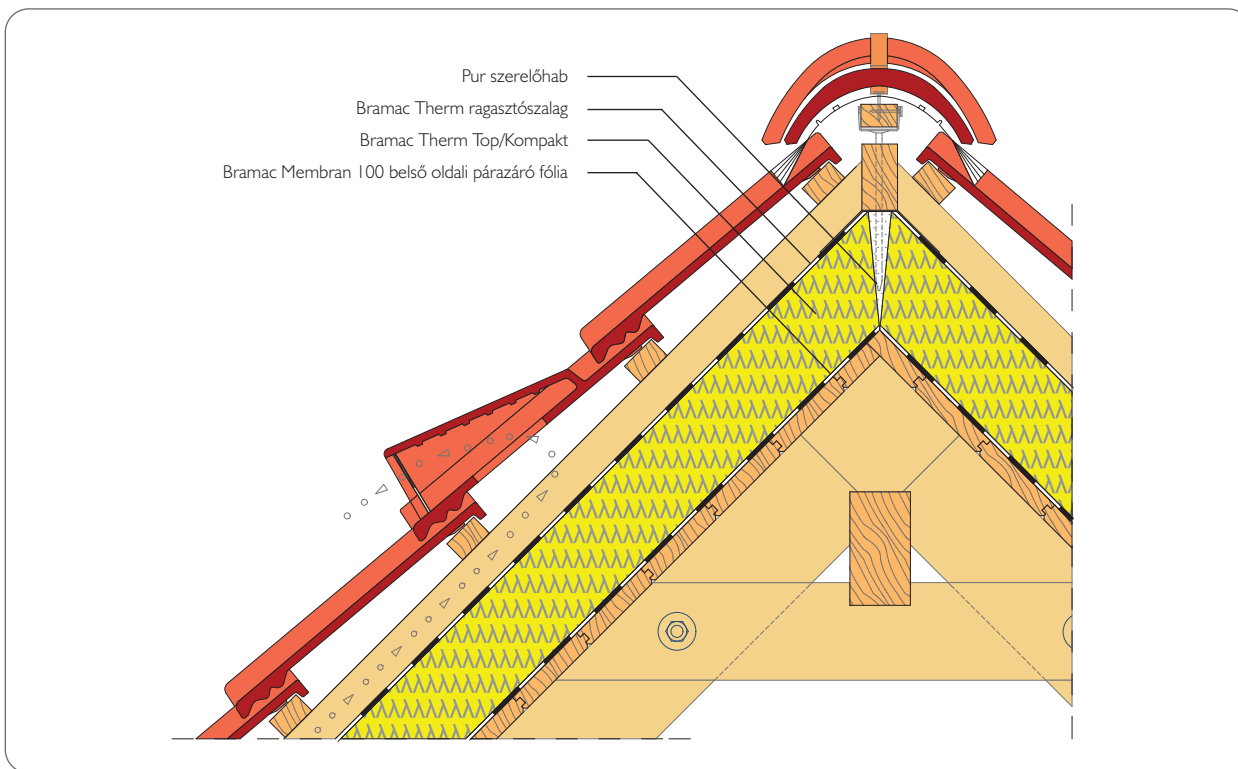 Pur szerelőhab
Bramac Therm ragasztószalag
Bramac Therm Top/Kompakt
Bramac Membran 100 belső oldali párazáró fólia